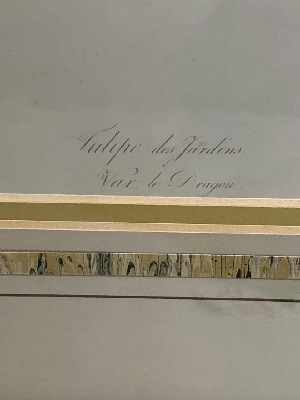 Tulipe des Jardins.
Var. le Dragon.